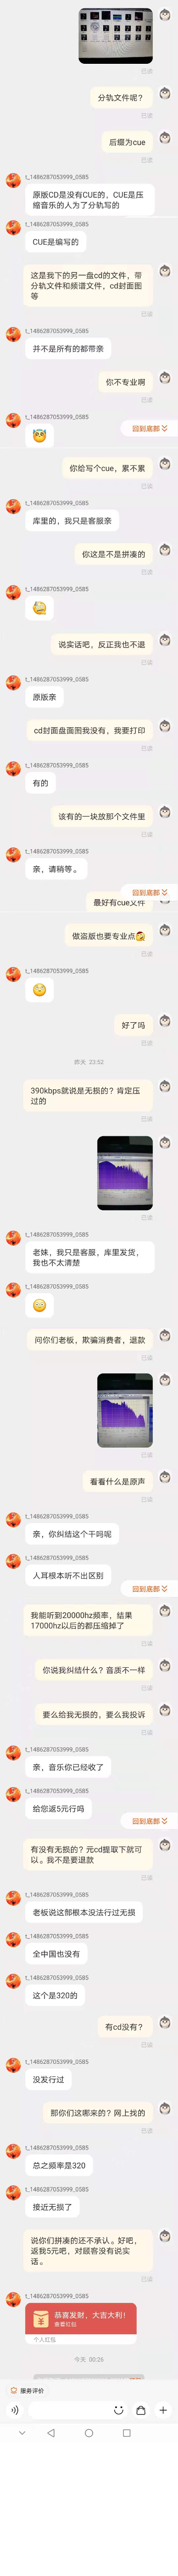 已读
分轨文件呢?
已读
后缀为cue
已读
t_1486287053999_0585
原版CD是没有CUE的，CUE是压
缩音乐的人为了分轨写的
t_1486287053999_0585
CUE是编写的
这是我下的另一盘cd的文件，带
分轨文件和频谱文件，cd封面图
等
已读
t_1486287053999_0585
并不是所有的都带亲
你不专业啊
已读
t_1486287053999_0585
回到底部
你给写个cue，累不累
已读
t_1486287053999_0585
库里的，我只是客服亲
你这是不是拼凑的
已读
t_1486287053999_0585
说实话吧，反正我也不退
已读
t_1486287053999_0585
原版亲
cd封面盘面图我没有，我要打印
已读
t_1486287053999_0585
有的
该有的一块放那个文件里
已读
t_1486287053999_0585
亲，请稍等。
回到底部
最好有cue文件
做盗版也要专业点
已读
t_1486287053999_0585
好了吗
已读
昨天 23:52
390kbps就说是无损的？肯定压
过的
已读
已读
t_1486287053999_0585
老妹，我只是客服，库里发货，
我也不太清楚
t_1486287053999_0585
问你们老板，欺骗消费者，退款
已读
已读
看看什么是原声
已读
t_1486287053999_0585
亲，你纠结这个干吗呢
t_1486287053999_0585
人耳根本听不出区别
回到底部
我能听到20000hz频率，结果
17000hz以后的都压缩掉了
已读
你说我纠结什么？音质不一样
已读
要么给我无损的，要么我投诉
已读
t_1486287053999_0585
亲，音乐你已经收了
t_1486287053999_0585
给您返5元行吗
回到底部
有没有无损的？元cd提取下就可
以。我不是要退款
已读
t_1486287053999_0585
老板说这部根本没法行过无损
t_1486287053999_0585
全中国也没有
t_1486287053999_0585
这个是320的
有cd没有？
已读
t_1486287053999_0585
没发行过
那你们这哪来的？网上找的
已读
t_1486287053999_0585
总之频率是320
t_1486287053999_0585
接近无损了
说你们拼凑的还不承认。好吧，
返我5元吧，对顾客没有说实
话。
已读
t_1486287053999_0585
恭喜发财，大吉大利！
查看红包
个人红包
今天 00:26
服务评价